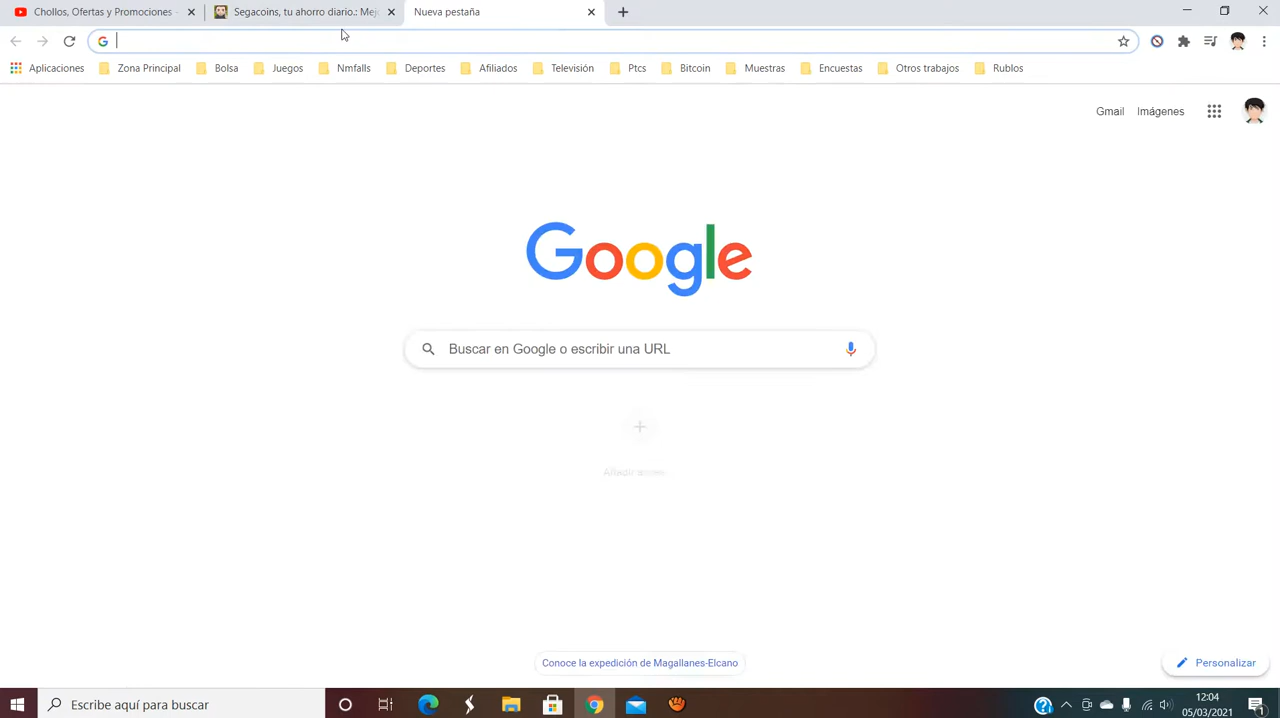 Chollos, Ofertas y Promociones -
Segacoins, tu ahorro diario.: Mej
Nueva pestaña
Aplicaciones
Zona Principal
Bolsa
Juegos
Nmfalls
Deportes
Afiliados
Televisión
Ptcs
Bitcoin
Muestras
Encuestas
Otros trabajos
Rublos
Gmail
Imágenes
Google
Buscar en Google o escribir una URL
Conoce la expedición de Magallanes-Elcano
Personalizar
Escribe aquí para buscar
12:04
05/03/2021